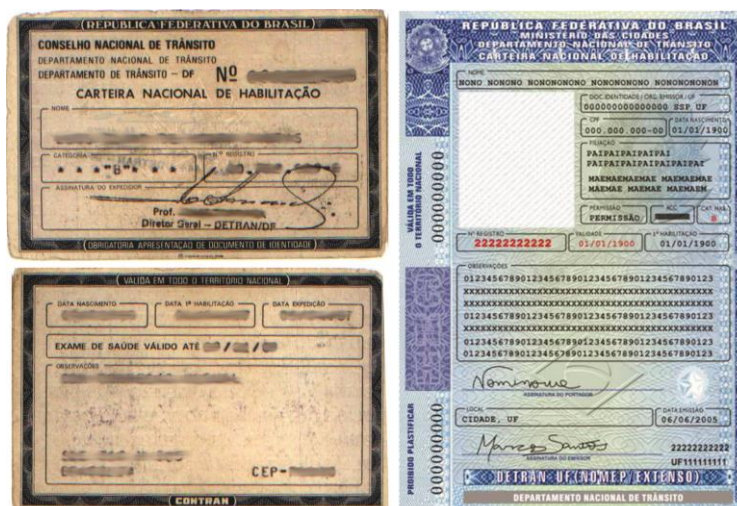 (REPÚBLICA FEDERATIVA DO BRASIL)
CONSELHO NACIONAL DE TRÂNSITO
DEPARTAMENTO NACIONAL DE TRÂNSITO
DEPARTAMENTO DE TRÂNSITO – DF Nº
CARTEIRA NACIONAL DE HABILITAÇÃO
NOME
CATEGORIA Nº REGISTRO
* * * "B" * * *
ASSINATURA DO EXPEDIDOR
Prof.
Diretor Geral – DETRAN/DF
(OBRIGATÓRIA APRESENTAÇÃO DE DOCUMENTO DE IDENTIDADE)
(VÁLIDA EM TODO O TERRITÓRIO NACIONAL)
DATA NASCIMENTO DATA 1ª HABILITAÇÃO DATA EXPEDIÇÃO
EXAME DE SAÚDE VÁLIDO ATÉ / /
OBSERVAÇÕES
CEP-
(CONTRAN)
REPÚBLICA FEDERATIVA DO BRASIL
MINISTÉRIO DAS CIDADES
DEPARTAMENTO NACIONAL DE TRÂNSITO
CARTEIRA NACIONAL DE HABILITAÇÃO
NOME
NONO NONONO NONONONONO NONONONONO NONONONONON
DOC. IDENTIDADE / ÓRG. EMISSOR / UF
000000000000000 SSP UF
CPF DATA NASCIMENTO
000.000.000-00 01/01/1900
FILIAÇÃO
PAIPAIPAIPAIPAI
PAIPAIPAIPAIPAIPAIPAT
MAEMAEMAEMAE MAEMAEMAE
MAEMAE MAEMAE MAEMAEM
PERMISSÃO ACC CAT. HAB.
PERMISSÃO B
Nº REGISTRO VALIDADE 1ª HABILITAÇÃO
22222222222 01/01/1900 01/01/1900
OBSERVAÇÕES
01234567890123456789012345678901234567890123
XXXXXXXXXXXXXXXXXXXXXXXXXXXXXXXXXXXXXXXXXXXX
01234567890123456789012345678901234567890123
XXXXXXXXXXXXXXXXXXXXXXXXXXXXXXXXXXXXXXXXXXXX
XXXXXXXXXXXXXXXXXXXXXXXXXXXXXXXXXXXXXXXXXXXX
01234567890123456789012345678901234567890123
01234567890123456789012345678901234567890123
Nominome
ASSINATURA DO PORTADOR
LOCAL DATA EMISSÃO
CIDADE, UF 06/06/2005
Marcos Santos
ASSINATURA DO EMISSOR
22222222222
UF111111111
DETRAN-UF (NOME P/ EXTENSO)
DEPARTAMENTO NACIONAL DE TRÂNSITO
VÁLIDA EM TODO
O TERRITÓRIO NACIONAL
000000000
PROIBIDO PLASTIFICAR
000000000